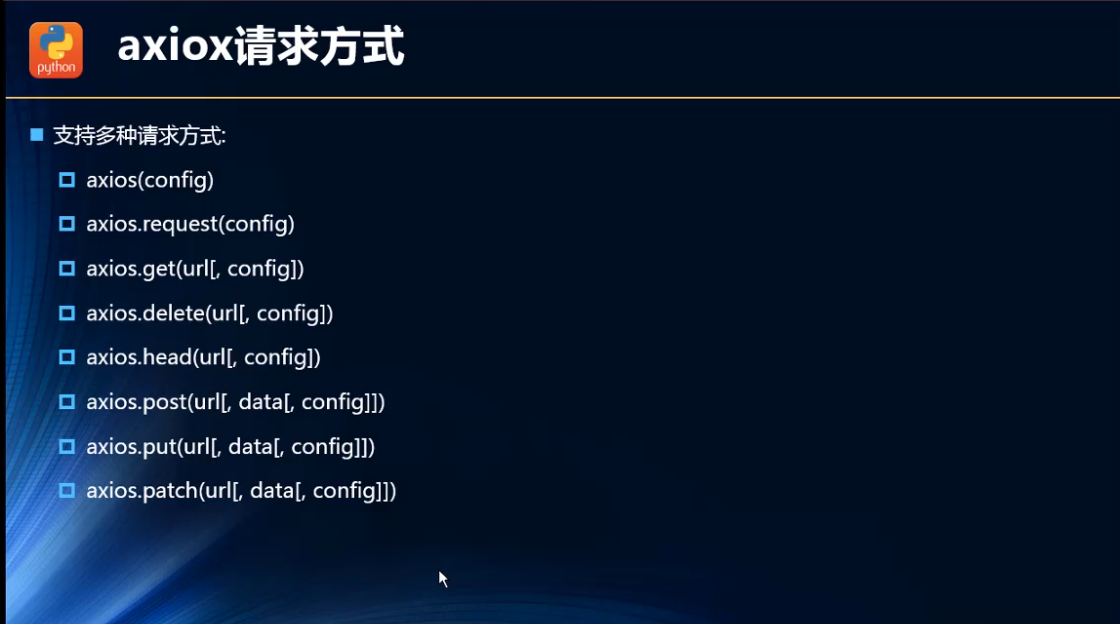 python
axiox请求方式
支持多种请求方式:
axios(config)
axios.request(config)
axios.get(url[, config])
axios.delete(url[, config])
axios.head(url[, config])
axios.post(url[, data[, config]])
axios.put(url[, data[, config]])
axios.patch(url[, data[, config]])